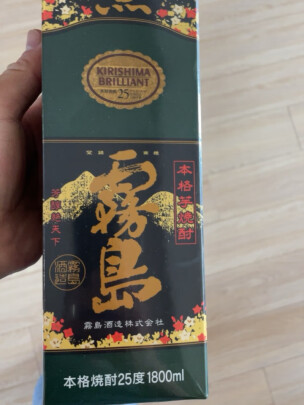 黒
KIRISHIMA
BRILLIANT
25
霧島
本格芋焼酎
霧島酒造株式会社
本格焼酎25度1800ml